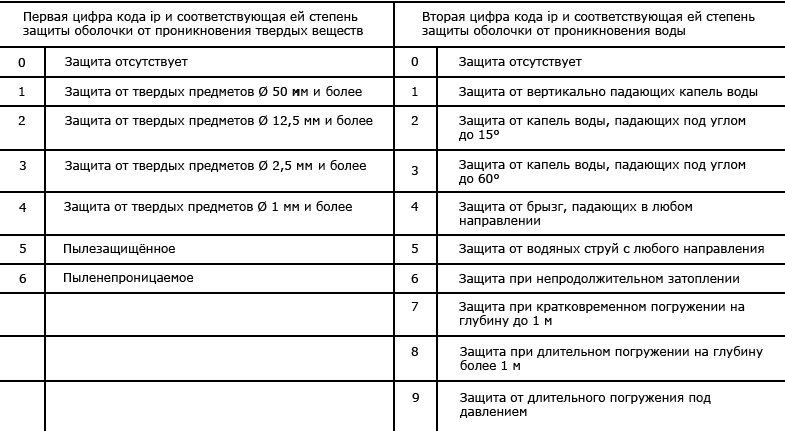 Первая цифра кода ip и соответствующая ей степень
защиты оболочки от проникновения твердых веществ
Вторая цифра кода ip и соответствующая ей степень
защиты оболочки от проникновения воды
0 Защита отсутствует 0 Защита отсутствует
1 Защита от твердых предметов Ø 50 мм и более 1 Защита от вертикально падающих капель воды
2 Защита от твердых предметов Ø 12,5 мм и более 2 Защита от капель воды, падающих под углом
до 15°
3 Защита от твердых предметов Ø 2,5 мм и более 3 Защита от капель воды, падающих под углом
до 60°
4 Защита от твердых предметов Ø 1 мм и более 4 Защита от брызг, падающих в любом
направлении
5 Пылезащищённое 5 Защита от водяных струй с любого направления
6 Пыленепроницаемое 6 Защита при непродолжительном затоплении
7 Защита при кратковременном погружении на
глубину до 1 м
8 Защита при длительном погружении на глубину
более 1 м
9 Защита от длительного погружения под
давлением